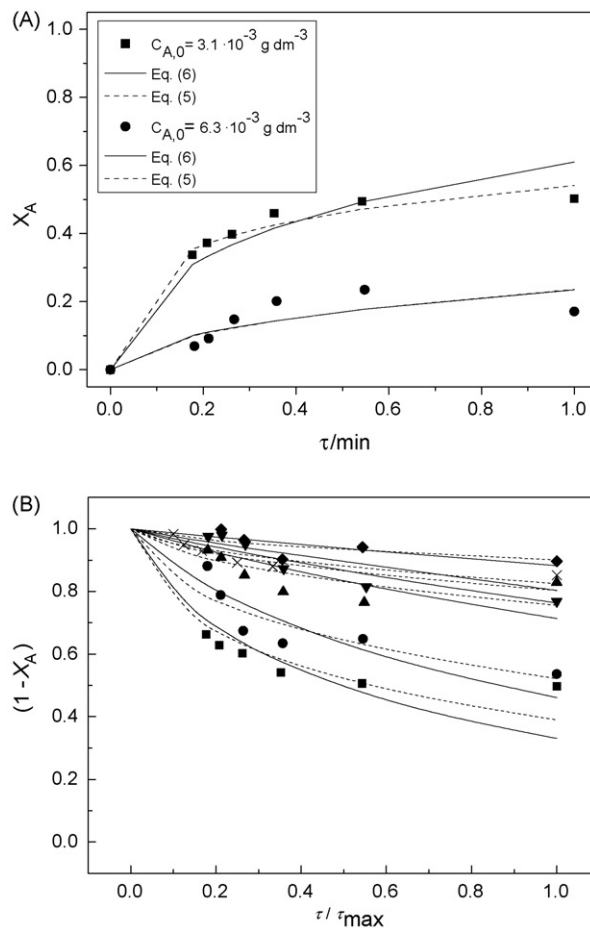 (A)
1.0
0.8
0.6
0.4
0.2
0.0
X_A
C_A,0 = 3.1 · 10^-3 g dm^-3
Eq. (6)
Eq. (5)
C_A,0 = 6.3 · 10^-3 g dm^-3
Eq. (6)
Eq. (5)
0.0 0.2 0.4 0.6 0.8 1.0
τ/min
(B)
1.0
0.8
0.6
0.4
0.2
0.0
(1 - X_A)
0.0 0.2 0.4 0.6 0.8 1.0
τ / τ_max